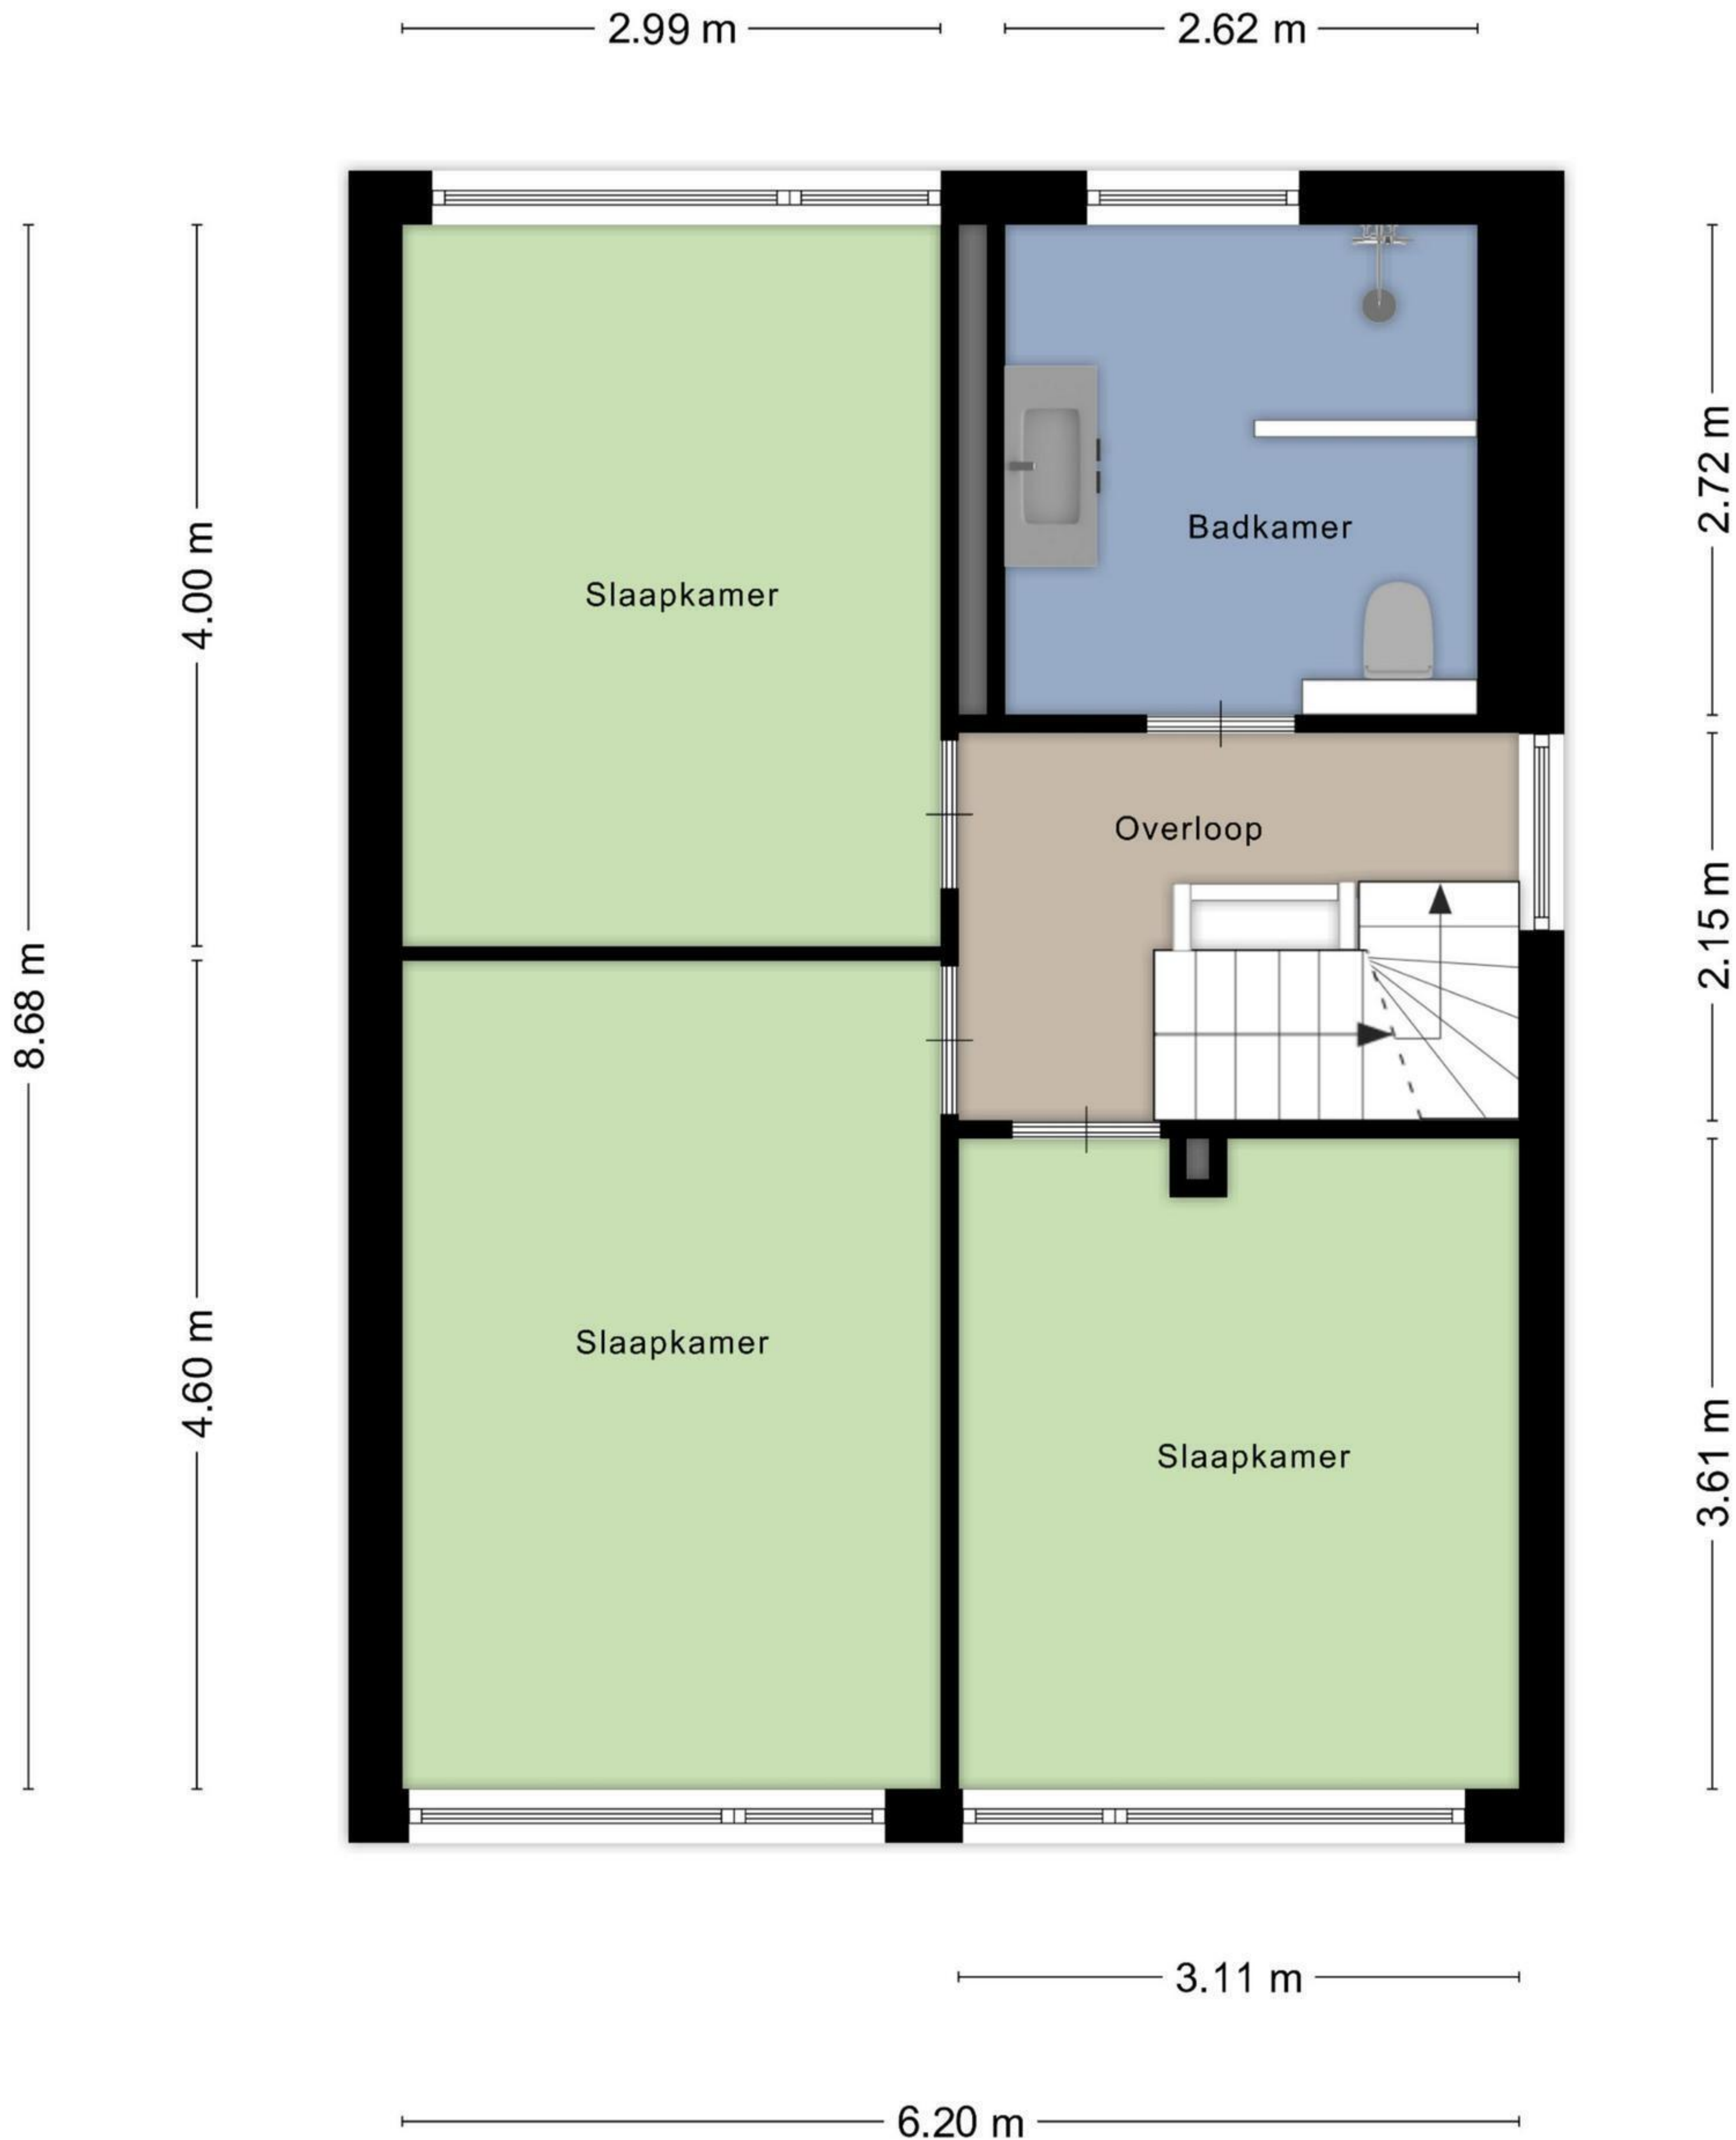 2.99 m
2.62 m
Slaapkamer
Badkamer
Overloop
Slaapkamer
Slaapkamer
8.68 m
4.00 m
4.60 m
2.72 m
2.15 m
3.61 m
3.11 m
6.20 m